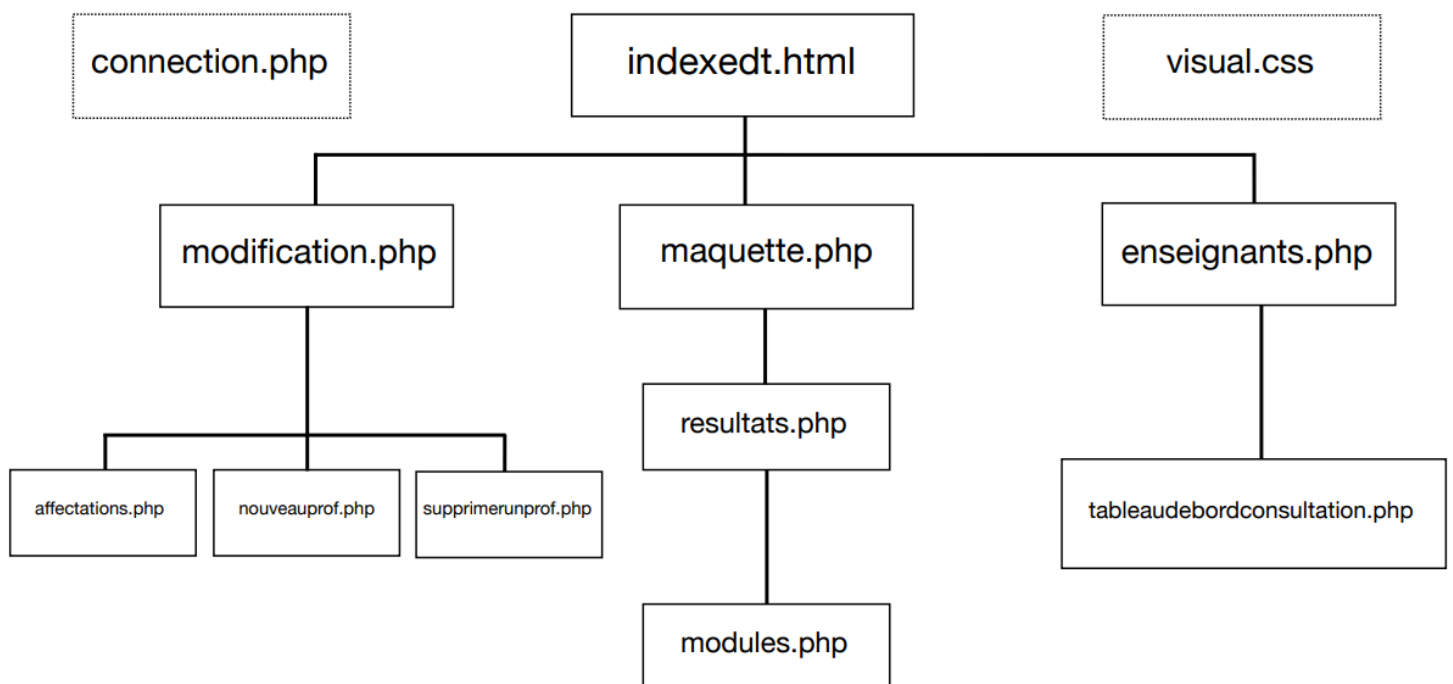 connection.php
indexedt.html
visual.css
modification.php
maquette.php
enseignants.php
resultats.php
affectations.php
nouveauprof.php
supprimerunprof.php
tableaudebordconsultation.php
modules.php